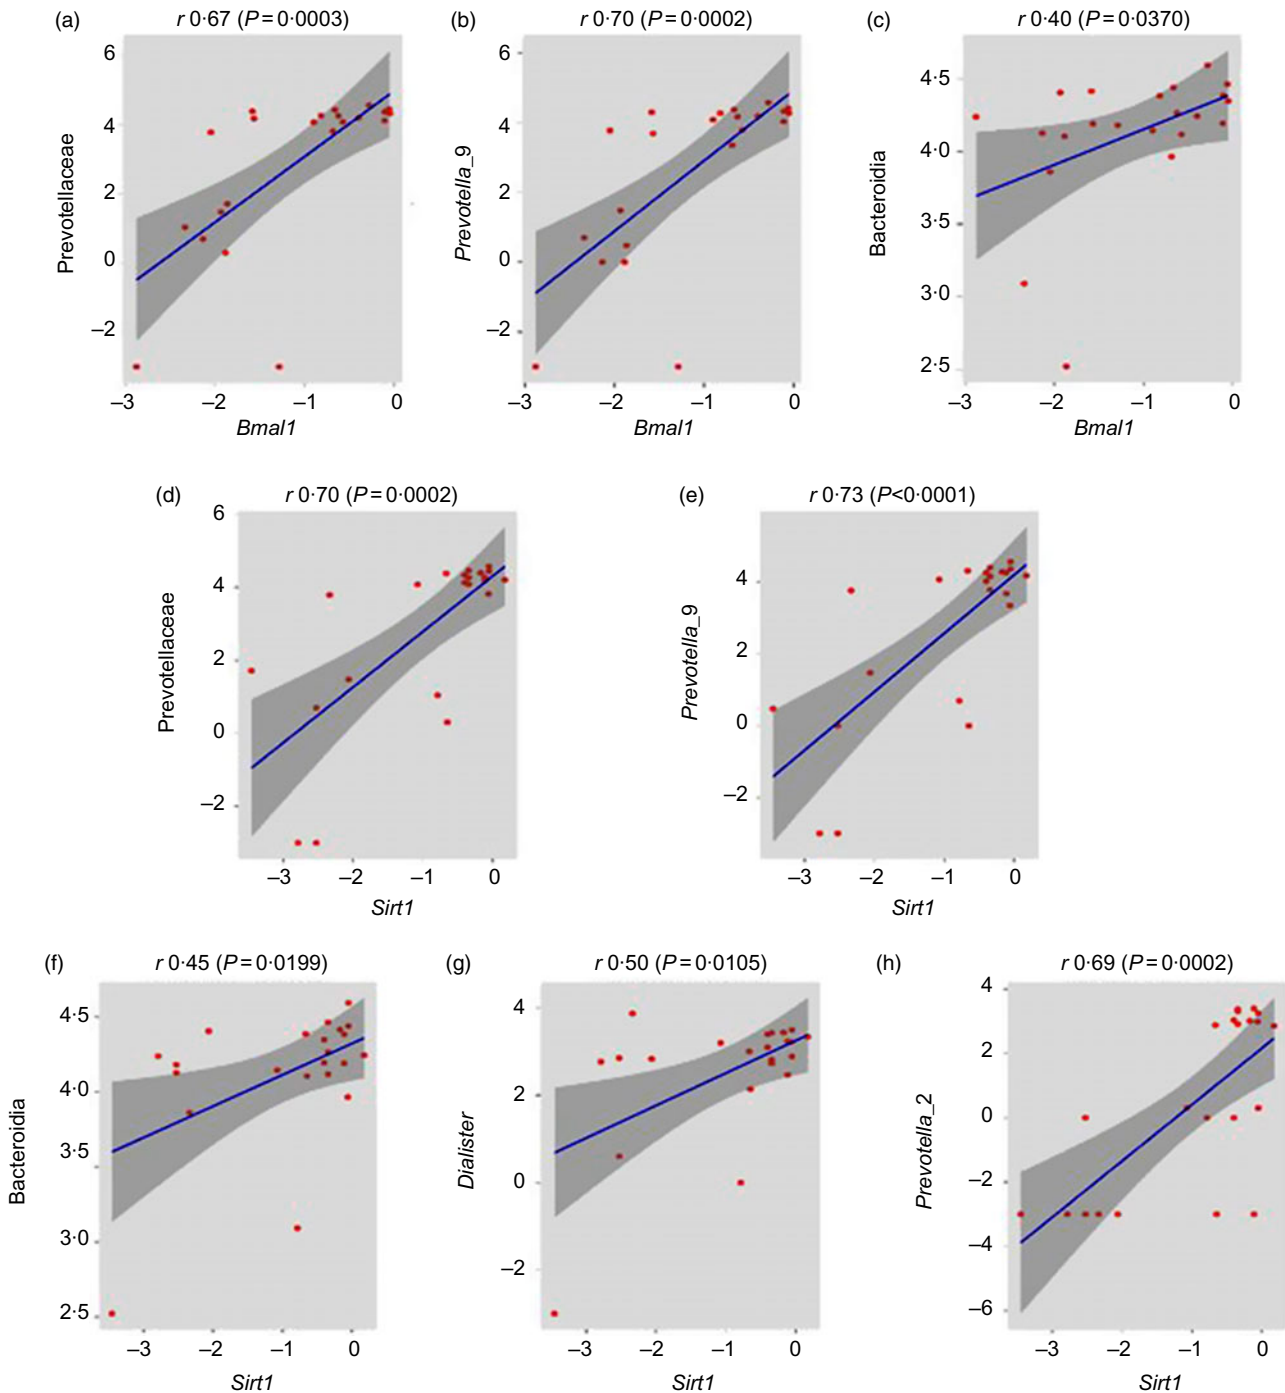 (a) r 0·67 (P = 0·0003)
6
4
2
0
–2
Prevotellaceae
–3 –2 –1 0
Bmal1
(b) r 0·70 (P = 0·0002)
6
4
2
0
–2
Prevotella_9
–3 –2 –1 0
Bmal1
(c) r 0·40 (P = 0·0370)
4·5
4·0
3·5
3·0
2·5
Bacteroidia
–3 –2 –1 0
Bmal1
(d) r 0·70 (P = 0·0002)
6
4
2
0
–2
Prevotellaceae
–3 –2 –1 0
Sirt1
(e) r 0·73 (P<0·0001)
4
2
0
–2
Prevotella_9
–3 –2 –1 0
Sirt1
(f) r 0·45 (P = 0·0199)
4·5
4·0
3·5
3·0
2·5
Bacteroidia
–3 –2 –1 0
Sirt1
(g) r 0·50 (P = 0·0105)
4
2
0
–2
Dialister
–3 –2 –1 0
Sirt1
(h) r 0·69 (P = 0·0002)
4
2
0
–2
–4
–6
Prevotella_2
–3 –2 –1 0
Sirt1